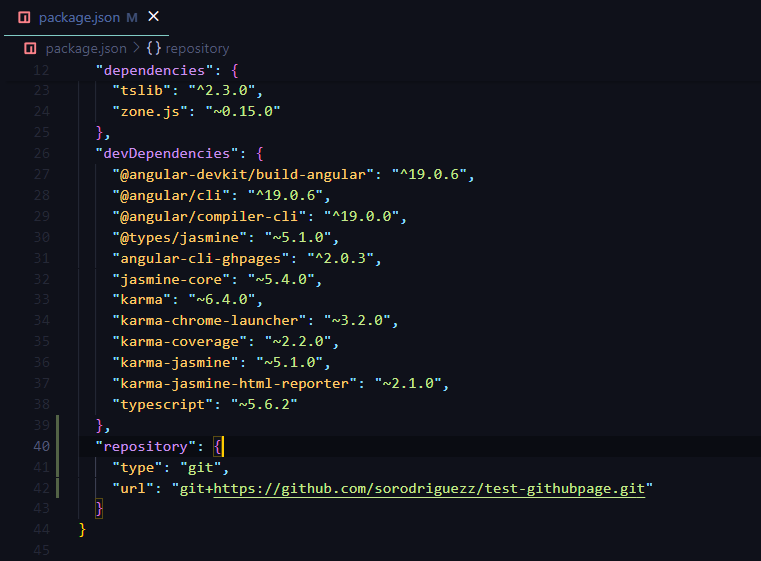 package.json M ×
package.json > {} repository
12 "dependencies": {
23 "tslib": "^2.3.0",
24 "zone.js": "~0.15.0"
25 },
26 "devDependencies": {
27 "@angular-devkit/build-angular": "^19.0.6",
28 "@angular/cli": "^19.0.6",
29 "@angular/compiler-cli": "^19.0.0",
30 "@types/jasmine": "~5.1.0",
31 "angular-cli-ghpages": "^2.0.3",
32 "jasmine-core": "~5.4.0",
33 "karma": "~6.4.0",
34 "karma-chrome-launcher": "~3.2.0",
35 "karma-coverage": "~2.2.0",
36 "karma-jasmine": "~5.1.0",
37 "karma-jasmine-html-reporter": "~2.1.0",
38 "typescript": "~5.6.2"
39 },
40 "repository": {
41 "type": "git",
42 "url": "git+https://github.com/sorodriguezz/test-githubpage.git"
43 }
44 }
45